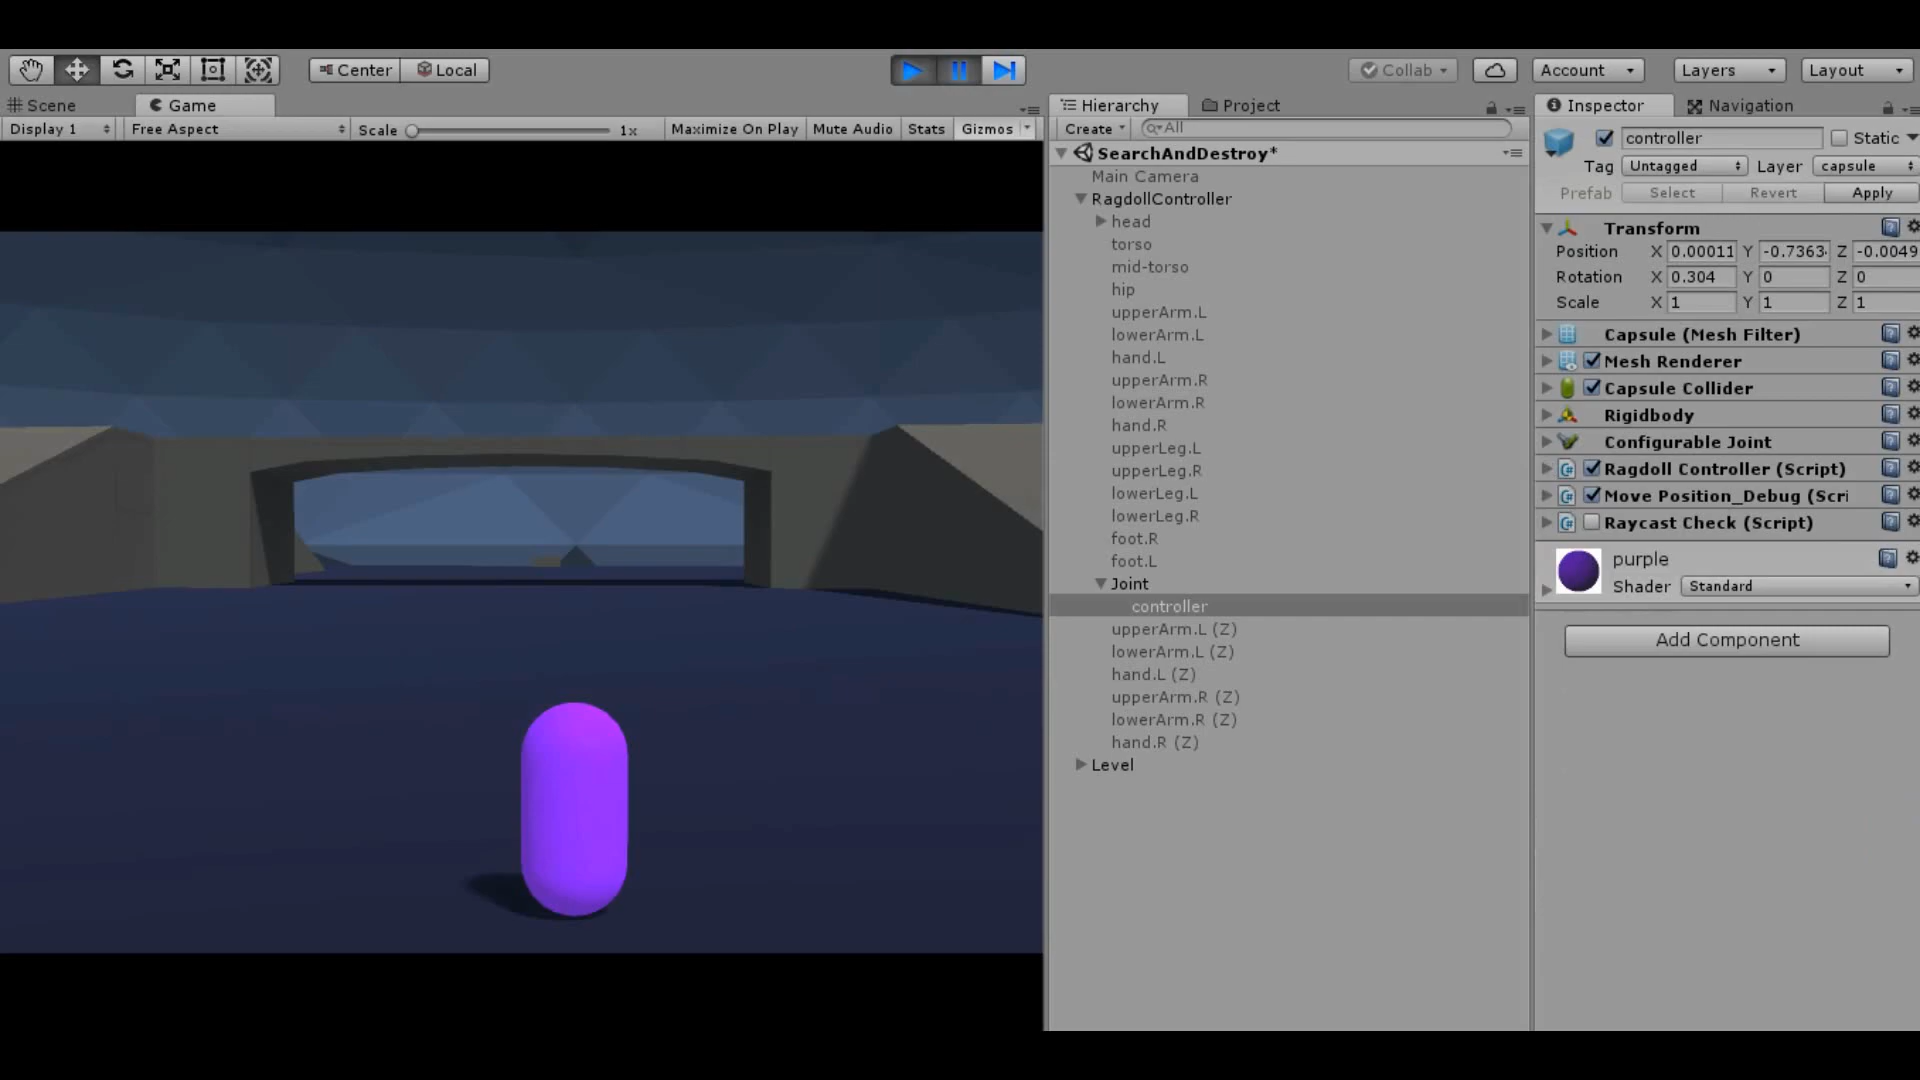 Center Local
Collab Account Layers Layout
Scene Game
Display 1 Free Aspect Scale 1x Maximize On Play Mute Audio Stats Gizmos
Hierarchy Project
Create All
SearchAndDestroy*
Main Camera
RagdollController
head
torso
mid-torso
hip
upperArm.L
lowerArm.L
hand.L
upperArm.R
lowerArm.R
hand.R
upperLeg.L
upperLeg.R
lowerLeg.L
lowerLeg.R
foot.R
foot.L
Joint
controller
upperArm.L (Z)
lowerArm.L (Z)
hand.L (Z)
upperArm.R (Z)
lowerArm.R (Z)
hand.R (Z)
Level
Inspector Navigation
controller Static
Tag Untagged Layer capsule
Prefab Select Revert Apply
Transform
Position X 0.00011 Y -0.7363 Z -0.0049
Rotation X 0.304 Y 0 Z 0
Scale X 1 Y 1 Z 1
Capsule (Mesh Filter)
Mesh Renderer
Capsule Collider
Rigidbody
Configurable Joint
Ragdoll Controller (Script)
Move Position_Debug (Scri
Raycast Check (Script)
purple
Shader Standard
Add Component